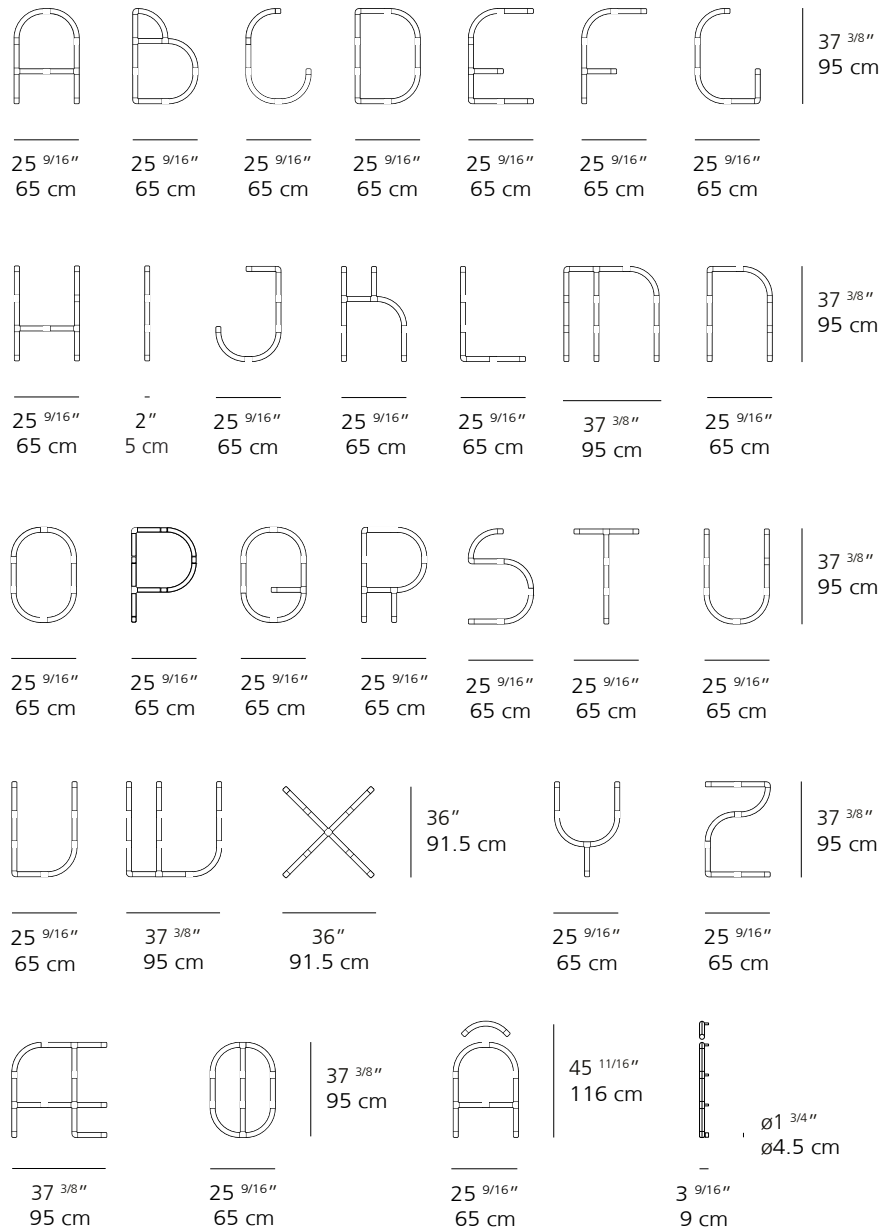 A B C D E F G
37 3/8"
95 cm
25 9/16" 25 9/16" 25 9/16" 25 9/16" 25 9/16" 25 9/16" 25 9/16"
65 cm 65 cm 65 cm 65 cm 65 cm 65 cm 65 cm
H I J K L M N
37 3/8"
95 cm
25 9/16" 2" 25 9/16" 25 9/16" 25 9/16" 37 3/8" 25 9/16"
65 cm 5 cm 65 cm 65 cm 65 cm 95 cm 65 cm
O P Q R S T U
37 3/8"
95 cm
25 9/16" 25 9/16" 25 9/16" 25 9/16" 25 9/16" 25 9/16" 25 9/16"
65 cm 65 cm 65 cm 65 cm 65 cm 65 cm 65 cm
V W X Y Z
36"
91.5 cm
37 3/8"
95 cm
25 9/16" 37 3/8" 36" 25 9/16" 25 9/16"
65 cm 95 cm 91.5 cm 65 cm 65 cm
Æ Ø Â
37 3/8"
95 cm
45 11/16"
116 cm
ø1 3/4"
ø4.5 cm
37 3/8" 25 9/16" 25 9/16" 3 9/16"
95 cm 65 cm 65 cm 9 cm